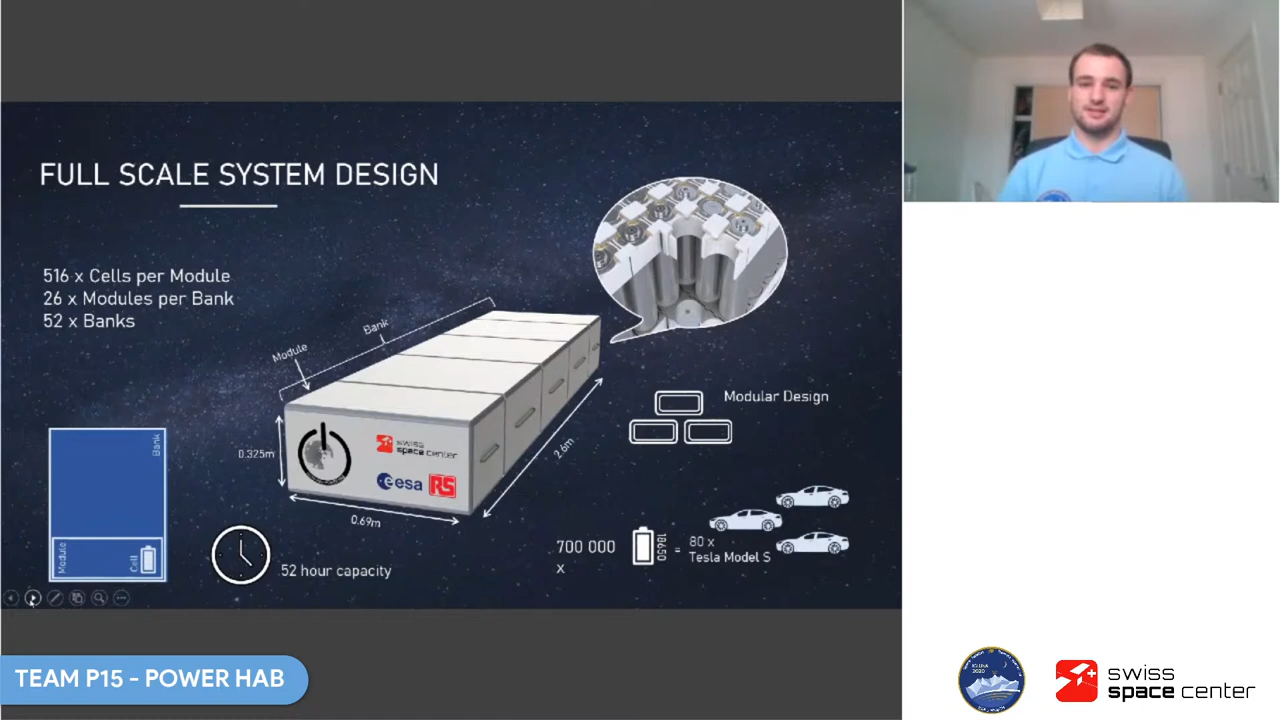 FULL SCALE SYSTEM DESIGN
516 x Cells per Module
26 x Modules per Bank
52 x Banks
Bank
Module
0.325m
0.69m
2.6m
swiss
space center
esa
RS
Modular Design
Bank
Module
Cell
52 hour capacity
700 000
x
18650
=
80 x
Tesla Model S
TEAM P15 - POWER HAB
IGLUNA
2020
swiss
space center